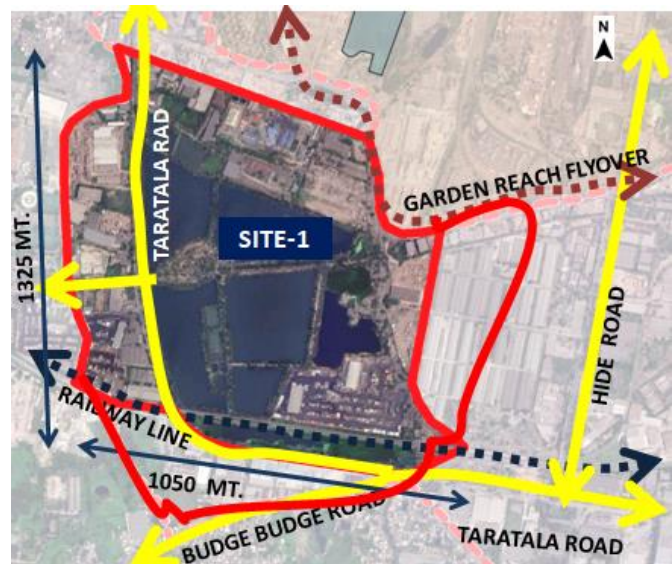 N
TARATALA RAD
GARDEN REACH FLYOVER
SITE-1
1325 MT.
HIDE ROAD
RAILWAY LINE
1050 MT.
BUDGE BUDGE ROAD
TARATALA ROAD